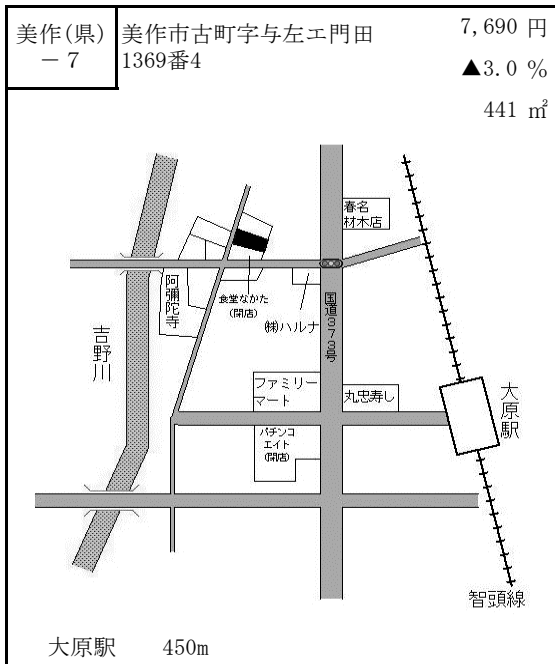 美作(県)
－7
美作市古町字与左エ門田
1369番4
7,690 円
▲3.0 %
441 ㎡
春名
材木店
阿彌陀寺
食堂なかた
(閉店)
㈱ハルナ
国道373号
吉野川
ファミリー
マート
丸忠寿し
大原駅
パチンコ
エイト
(閉店)
智頭線
大原駅 450m